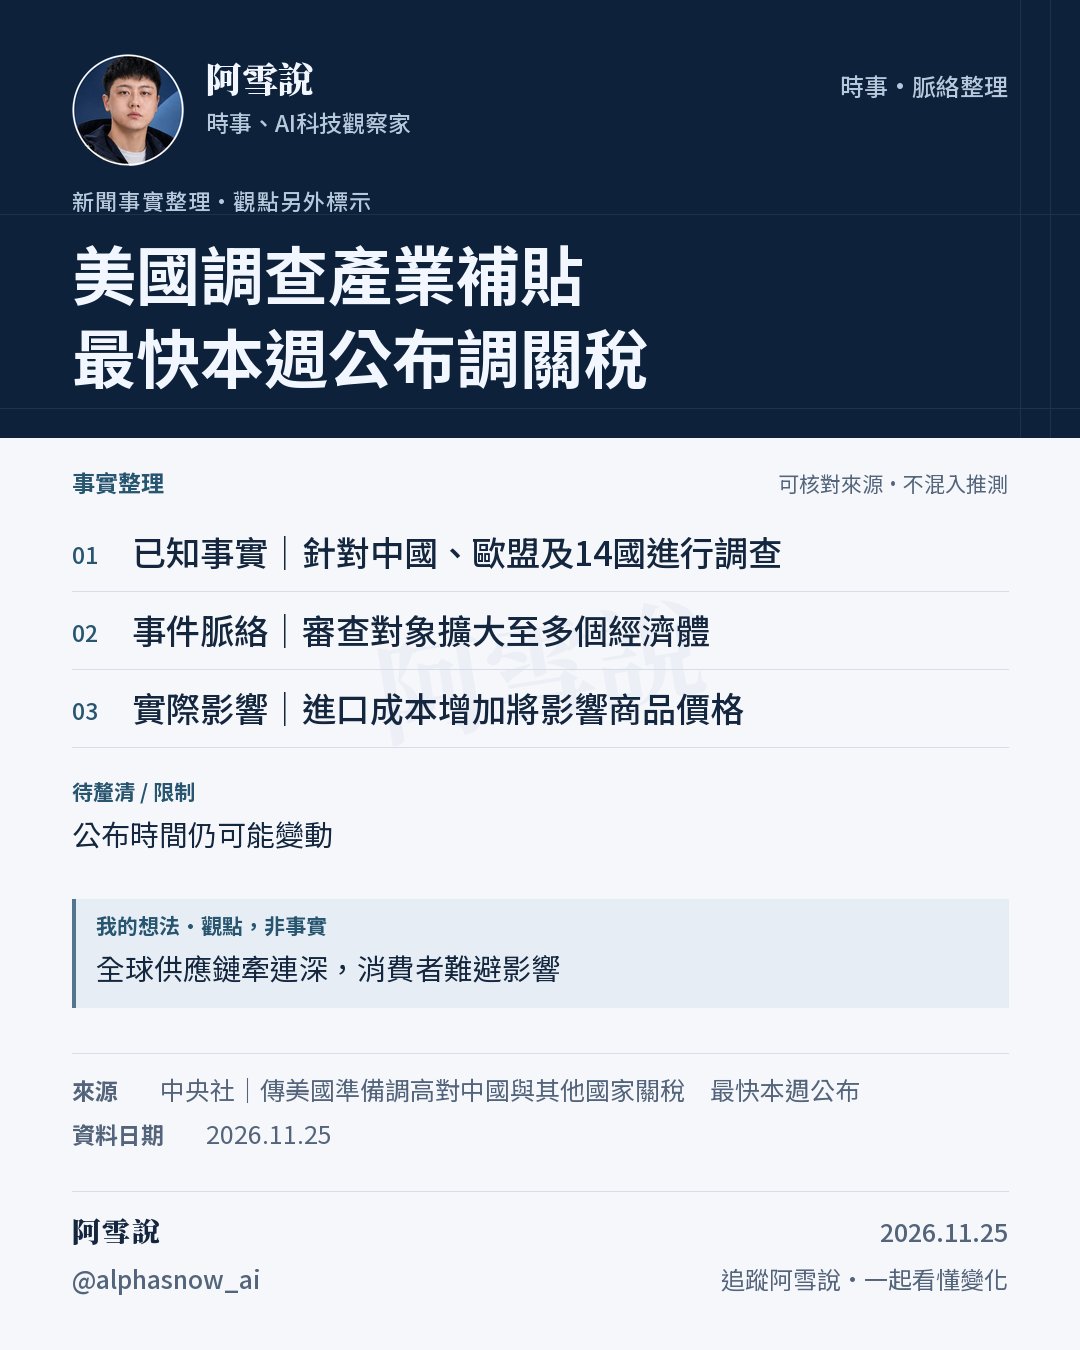 阿雪說
時事、AI科技觀察家
時事・脈絡整理
新聞事實整理・觀點另外標示
美國調查產業補貼
最快本週公布調關稅
事實整理
可核對來源・不混入推測
01 已知事實｜針對中國、歐盟及14國進行調查
02 事件脈絡｜審查對象擴大至多個經濟體
03 實際影響｜進口成本增加將影響商品價格
阿雪說
待釐清 / 限制
公布時間仍可能變動
我的想法・觀點，非事實
全球供應鏈牽連深，消費者難避影響
來源 中央社｜傳美國準備調高對中國與其他國家關稅　最快本週公布
資料日期 2026.11.25
阿雪說
2026.11.25
@alphasnow_ai
追蹤阿雪說・一起看懂變化